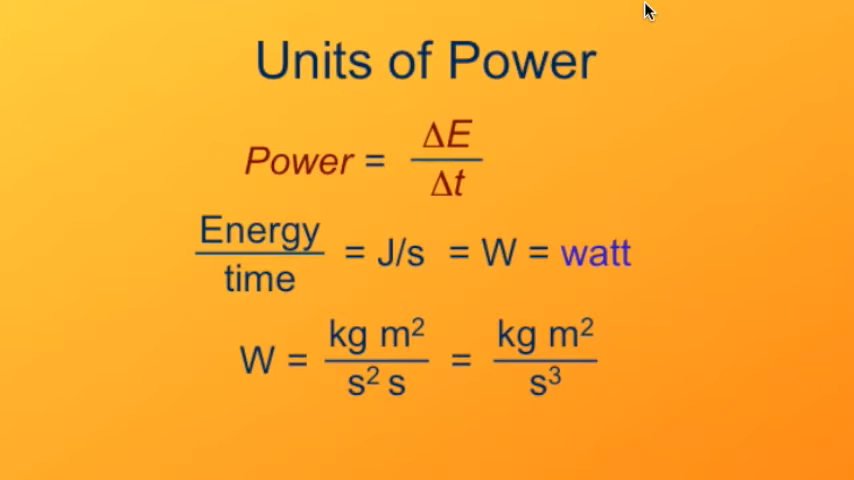 Units of Power
Power = ΔE / Δt
Energy / time = J/s = W = watt
W = kg m² / s² s = kg m² / s³